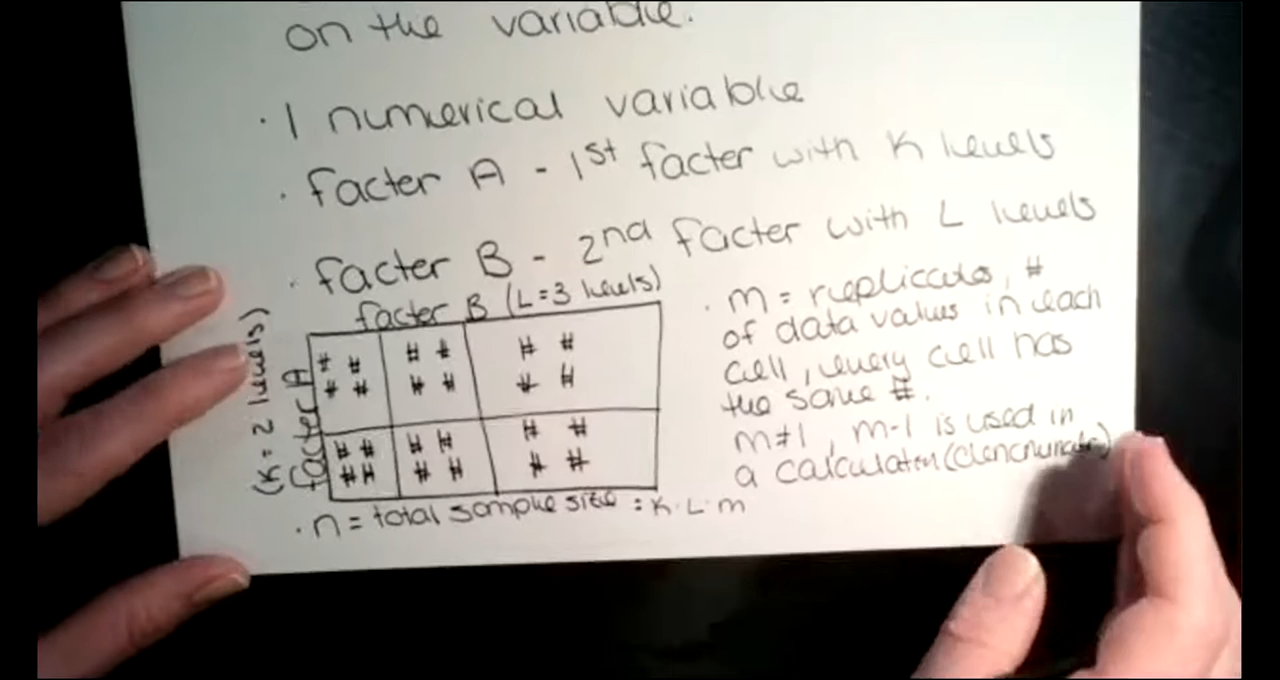 on the variable.
· 1 numerical variable
· facter A - 1st facter with K levels
· facter B - 2nd facter with L levels
facter B (L=3 levels)
(K = 2 levels)
facter A
# # # # # #
# # # # # #
# # # # # #
# # # # # #
· m = replicates, #
of data values in each
cell, every cell has
the same #.
m≠1, m-1 is used in
a calculaten
· n = total sample size = K·L·m